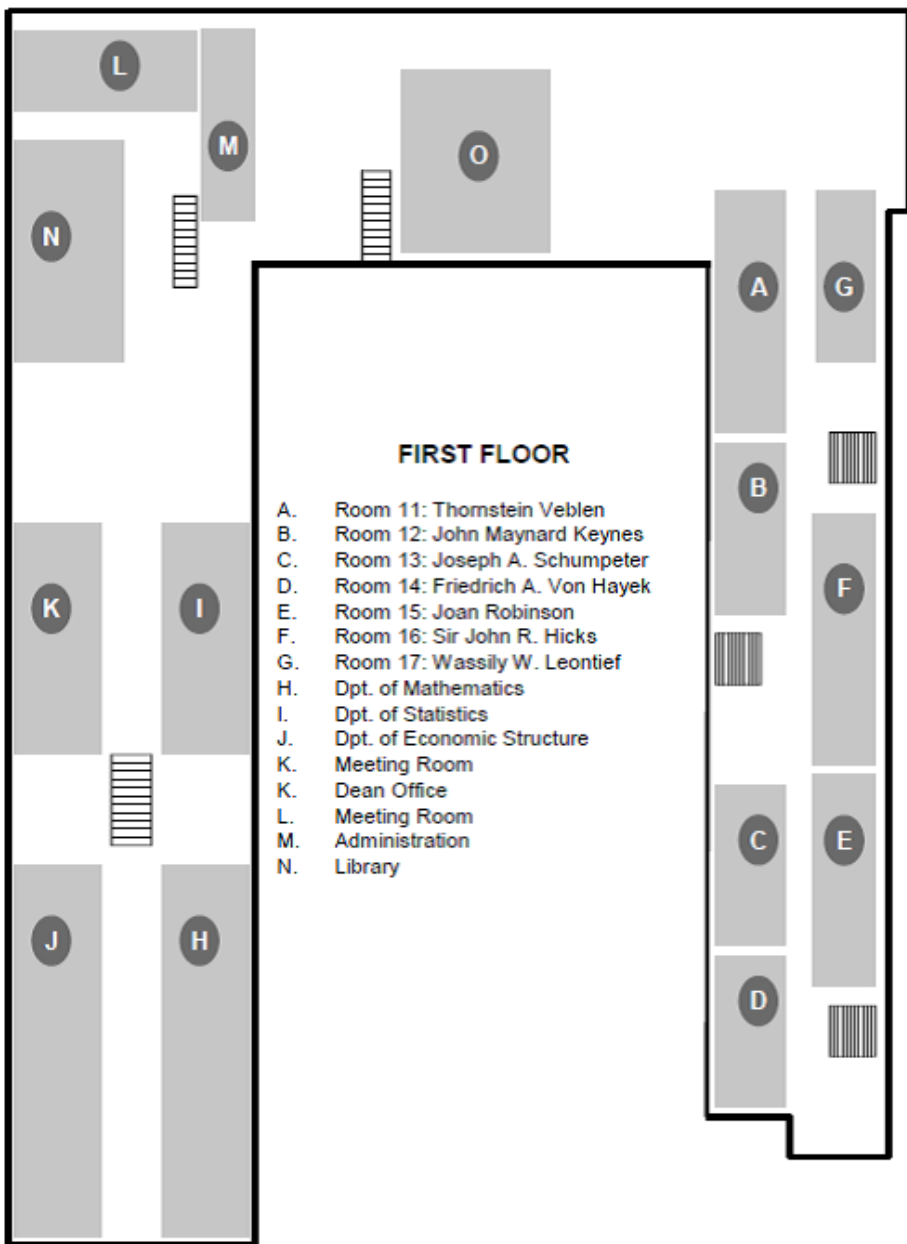 L
M
O
N
A
G
FIRST FLOOR
B
A. Room 11: Thornstein Veblen
B. Room 12: John Maynard Keynes
C. Room 13: Joseph A. Schumpeter
D. Room 14: Friedrich A. Von Hayek
E. Room 15: Joan Robinson
F. Room 16: Sir John R. Hicks
G. Room 17: Wassily W. Leontief
H. Dpt. of Mathematics
I. Dpt. of Statistics
J. Dpt. of Economic Structure
K. Meeting Room
K. Dean Office
L. Meeting Room
M. Administration
N. Library
F
K
I
C
E
J
H
D